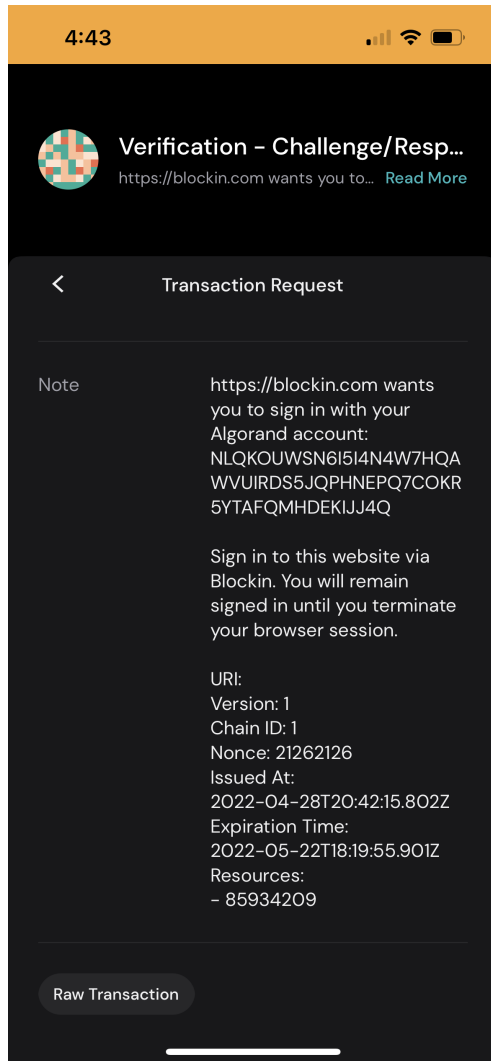 4:43
Verification - Challenge/Resp...
https://blockin.com wants you to... Read More
Transaction Request
Note
https://blockin.com wants
you to sign in with your
Algorand account:
NLQKOUWSN6I5I4N4W7HQA
WVUIRDS5JQPHNEPQ7COKR
5YTAFQMHDEKIJJ4Q
Sign in to this website via
Blockin. You will remain
signed in until you terminate
your browser session.
URI:
Version: 1
Chain ID: 1
Nonce: 21262126
Issued At:
2022-04-28T20:42:15.802Z
Expiration Time:
2022-05-22T18:19:55.901Z
Resources:
- 85934209
Raw Transaction